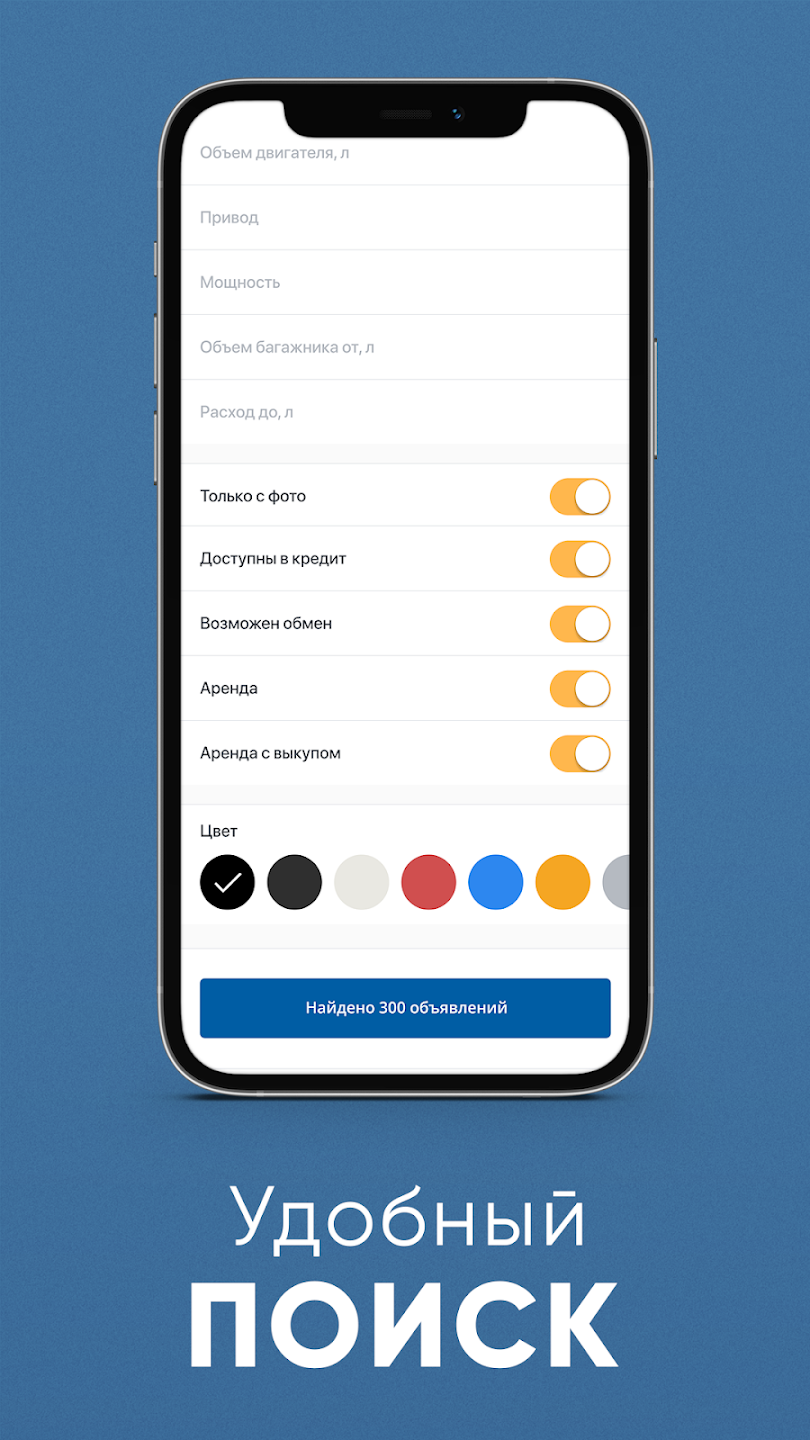 Объем двигателя, л
Привод
Мощность
Объем багажника от, л
Расход до, л
Только с фото
Доступны в кредит
Возможен обмен
Аренда
Аренда с выкупом
Цвет
Найдено 300 объявлений
Удобный
ПОИСК